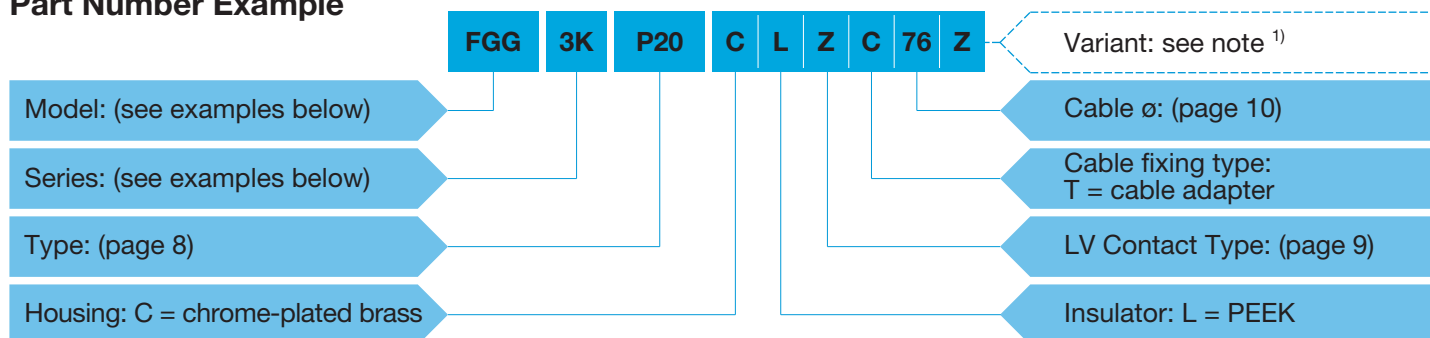 Part Number Example
FGG 3K P20 C L Z C 76 Z
Variant: see note 1)
Model: (see examples below)
Cable ø: (page 10)
Series: (see examples below)
Cable fixing type:
T = cable adapter
Type: (page 8)
LV Contact Type: (page 9)
Housing: C = chrome-plated brass
Insulator: L = PEEK